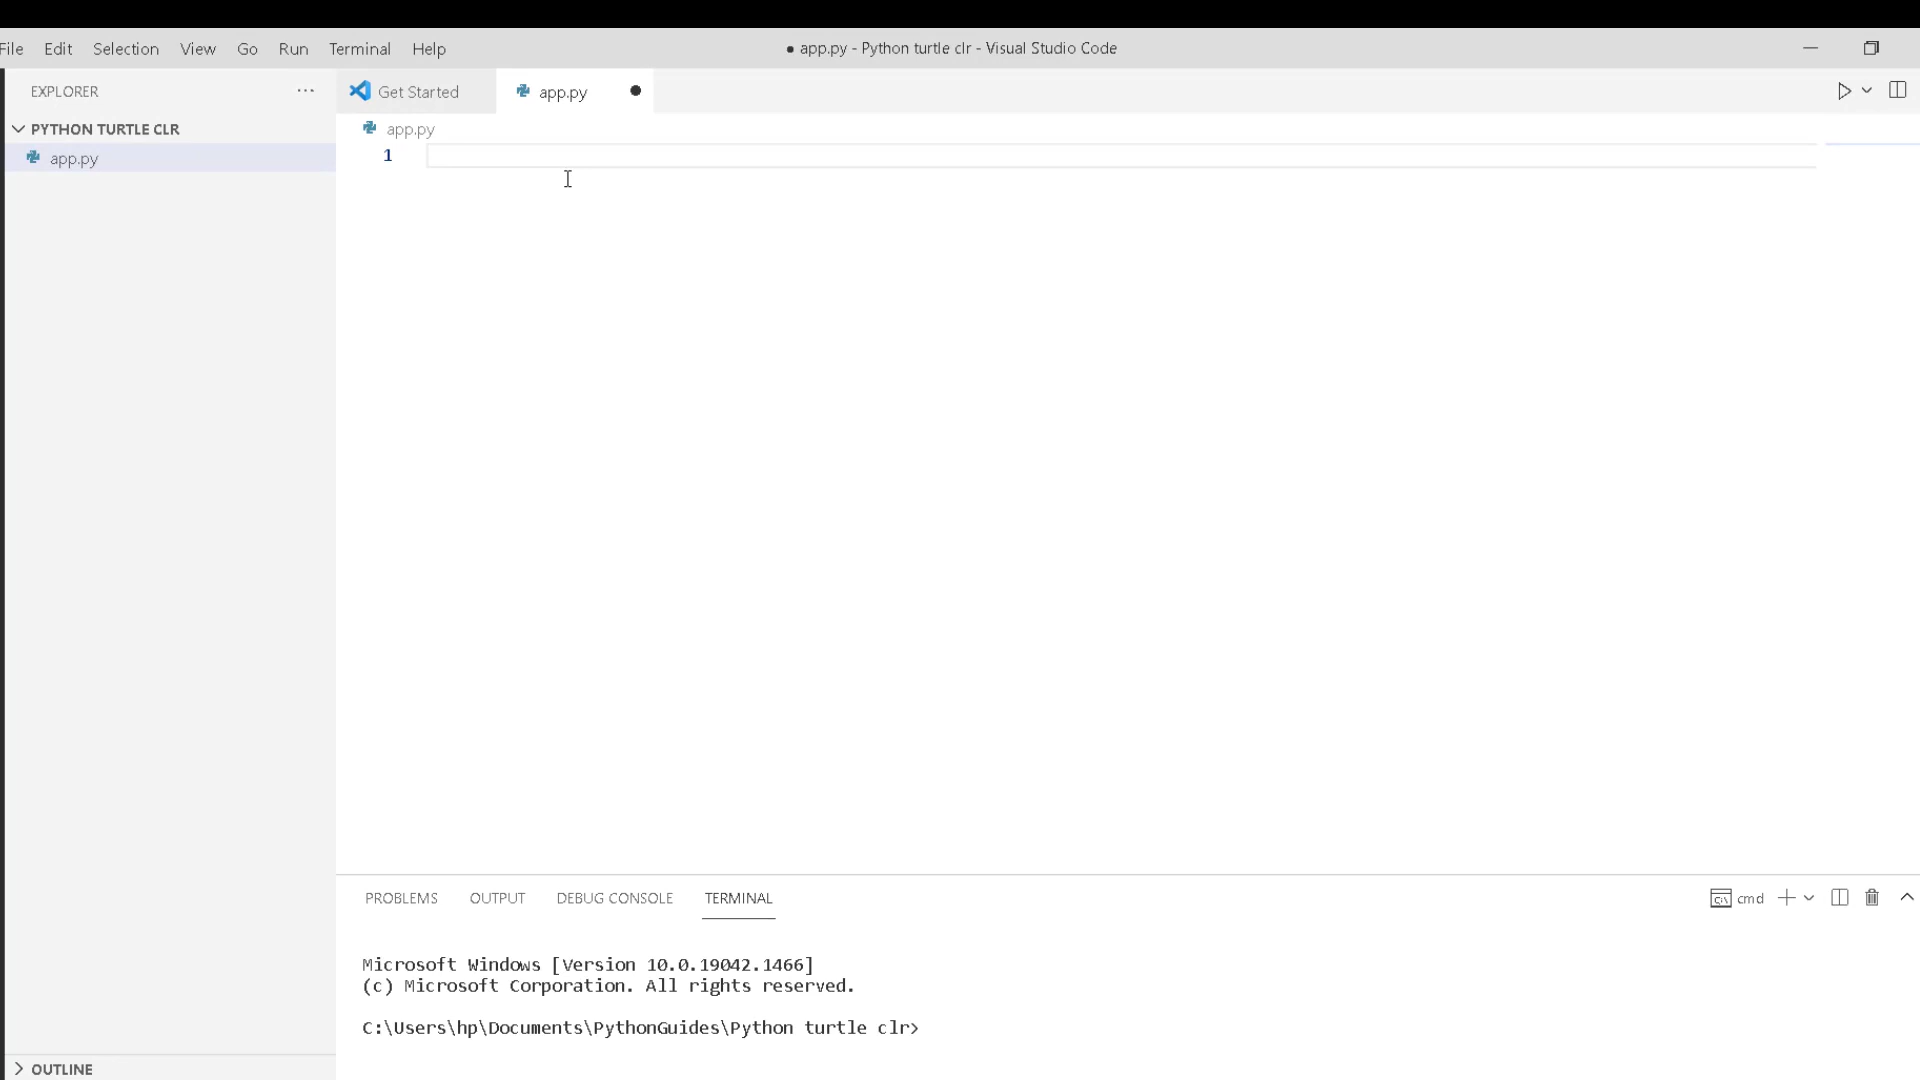 File Edit Selection View Go Run Terminal Help
● app.py - Python turtle clr - Visual Studio Code
EXPLORER
Get Started
app.py
PYTHON TURTLE CLR
app.py
app.py
1
PROBLEMS OUTPUT DEBUG CONSOLE TERMINAL
cmd
Microsoft Windows [Version 10.0.19042.1466]
(c) Microsoft Corporation. All rights reserved.
C:\Users\hp\Documents\PythonGuides\Python turtle clr>
OUTLINE